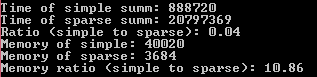 Time of simple summ: 888720
Time of sparse summ: 20797369
Ratio (simple to sparse): 0.04
Memory of simple: 40020
Memory of sparse: 3684
Memory ratio (simple to sparse): 10.86